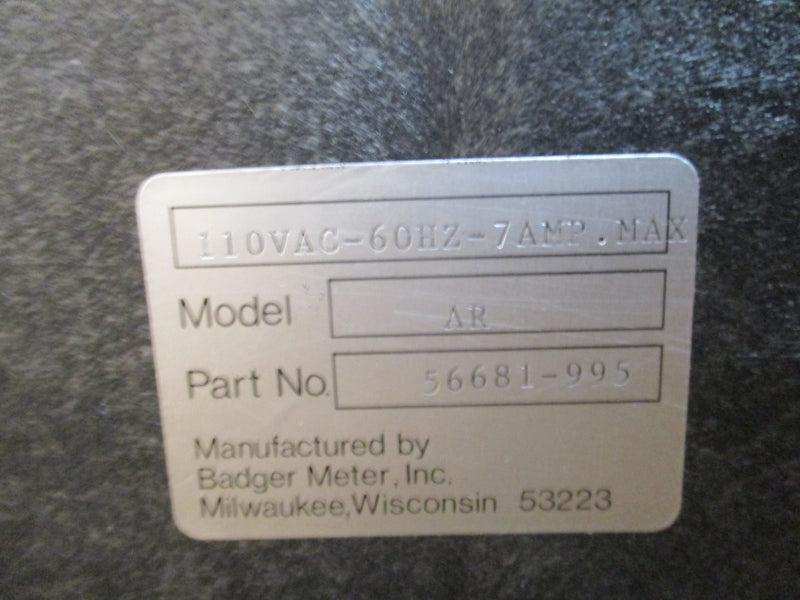 110VAC-60HZ-7AMP.MAX
Model AR
Part No. 56681-995
Manufactured by
Badger Meter, Inc.
Milwaukee, Wisconsin 53223